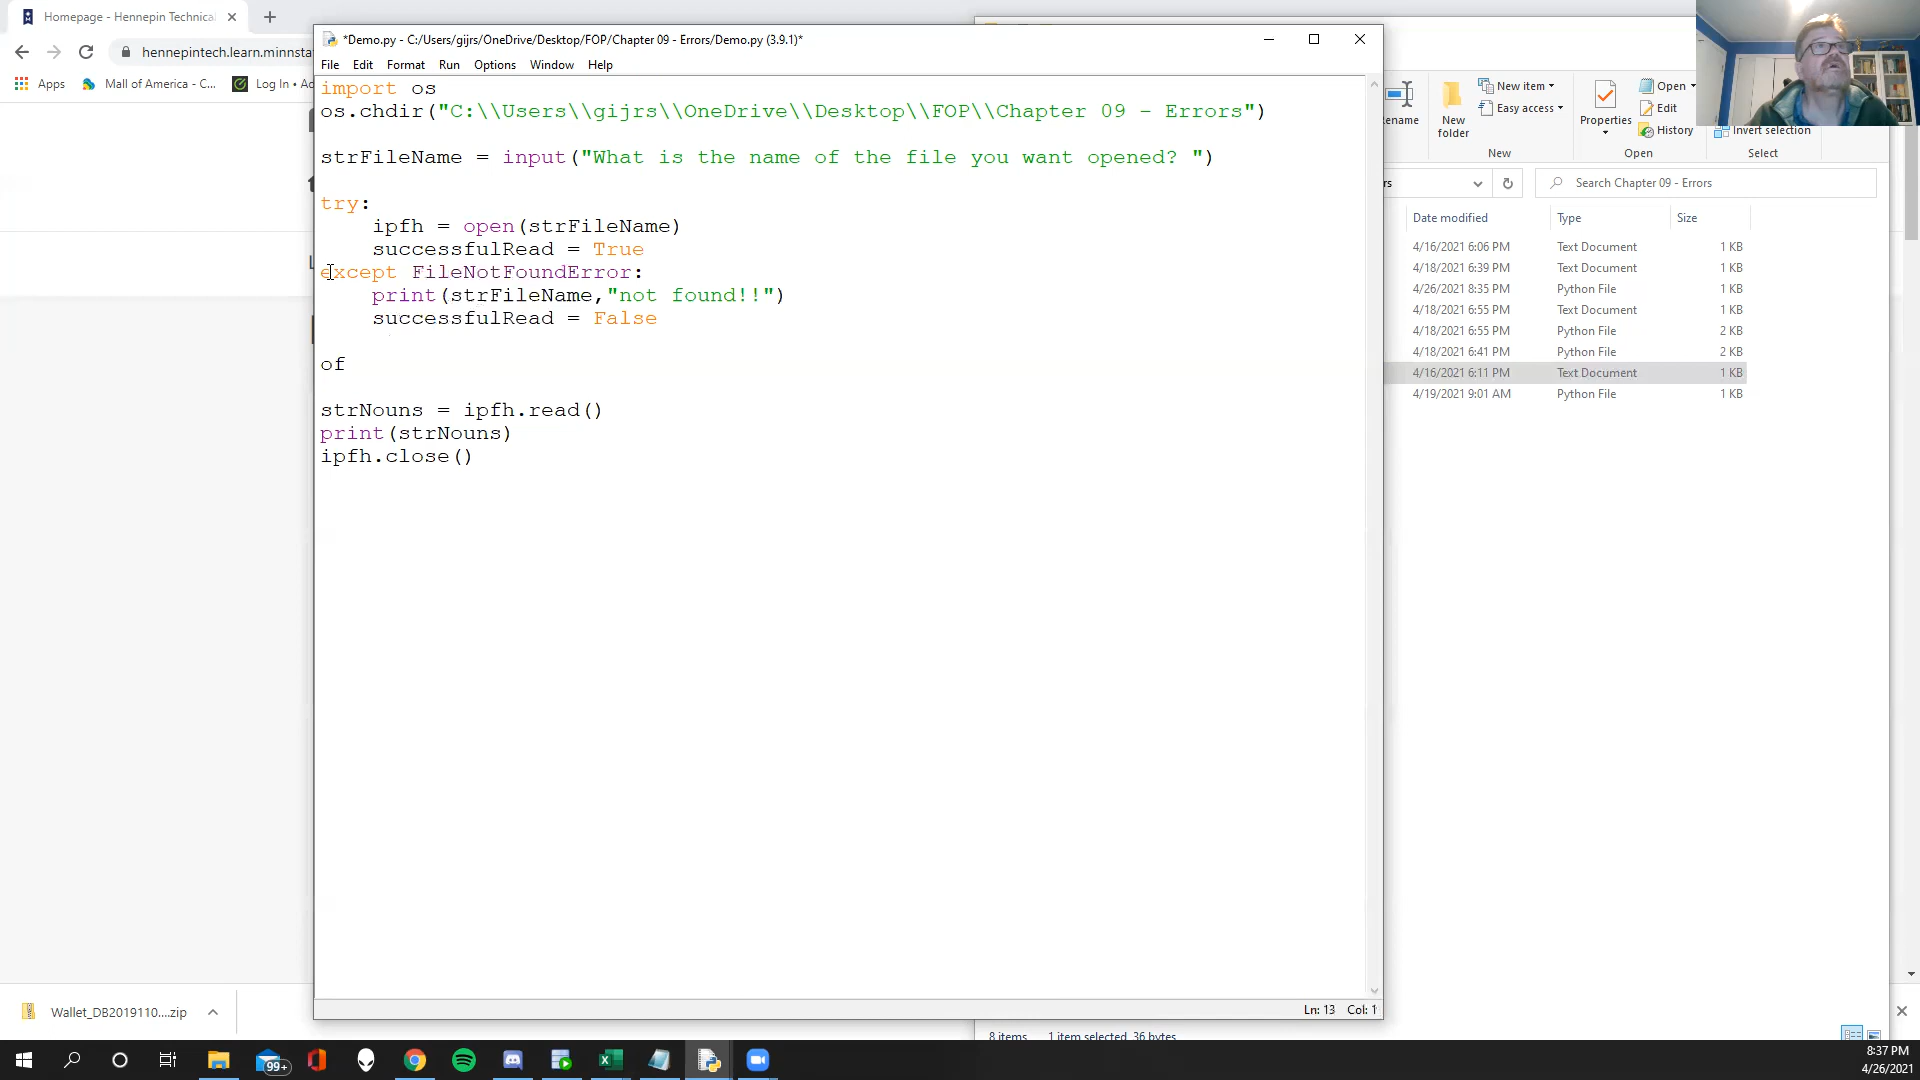 Homepage - Hennepin Technical
hennepintech.learn.minnsta
Apps
Mall of America - C...
Log In • Ac
*Demo.py - C:/Users/gijrs/OneDrive/Desktop/FOP/Chapter 09 - Errors/Demo.py (3.9.1)*
File Edit Format Run Options Window Help
import os
os.chdir("C:\\Users\\gijrs\\OneDrive\\Desktop\\FOP\\Chapter 09 - Errors")
strFileName = input("What is the name of the file you want opened? ")
try:
    ipfh = open(strFileName)
    successfulRead = True
except FileNotFoundError:
    print(strFileName,"not found!!")
    successfulRead = False
of
strNouns = ipfh.read()
print(strNouns)
ipfh.close()
Ln: 13 Col: 1
ename
New folder
New item
Easy access
New
Properties
Open
Edit
History
Open
Invert selection
Select
rs
Search Chapter 09 - Errors
Date modified Type Size
4/16/2021 6:06 PM Text Document 1 KB
4/18/2021 6:39 PM Text Document 1 KB
4/26/2021 8:35 PM Python File 1 KB
4/18/2021 6:55 PM Text Document 1 KB
4/18/2021 6:55 PM Python File 2 KB
4/18/2021 6:41 PM Python File 2 KB
4/16/2021 6:11 PM Text Document 1 KB
4/19/2021 9:01 AM Python File 1 KB
8 items 1 item selected 36 bytes
Wallet_DB2019110....zip
99+
8:37 PM
4/26/2021